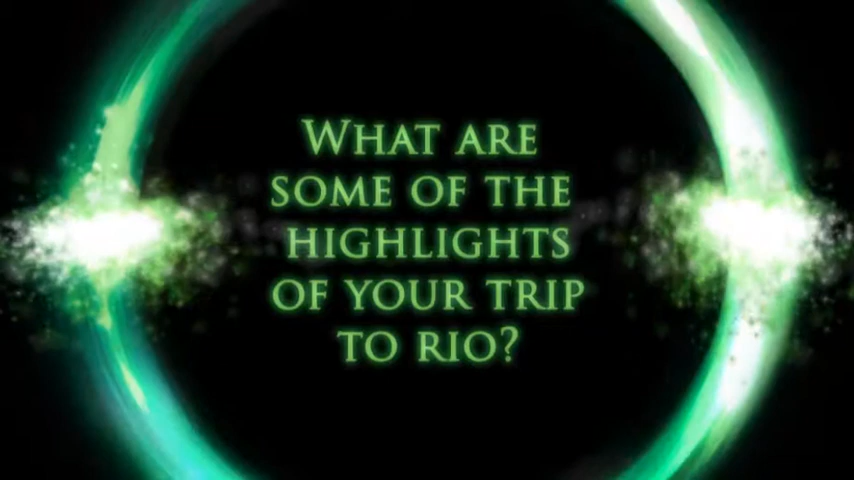 WHAT ARE
SOME OF THE
HIGHLIGHTS
OF YOUR TRIP
TO RIO?